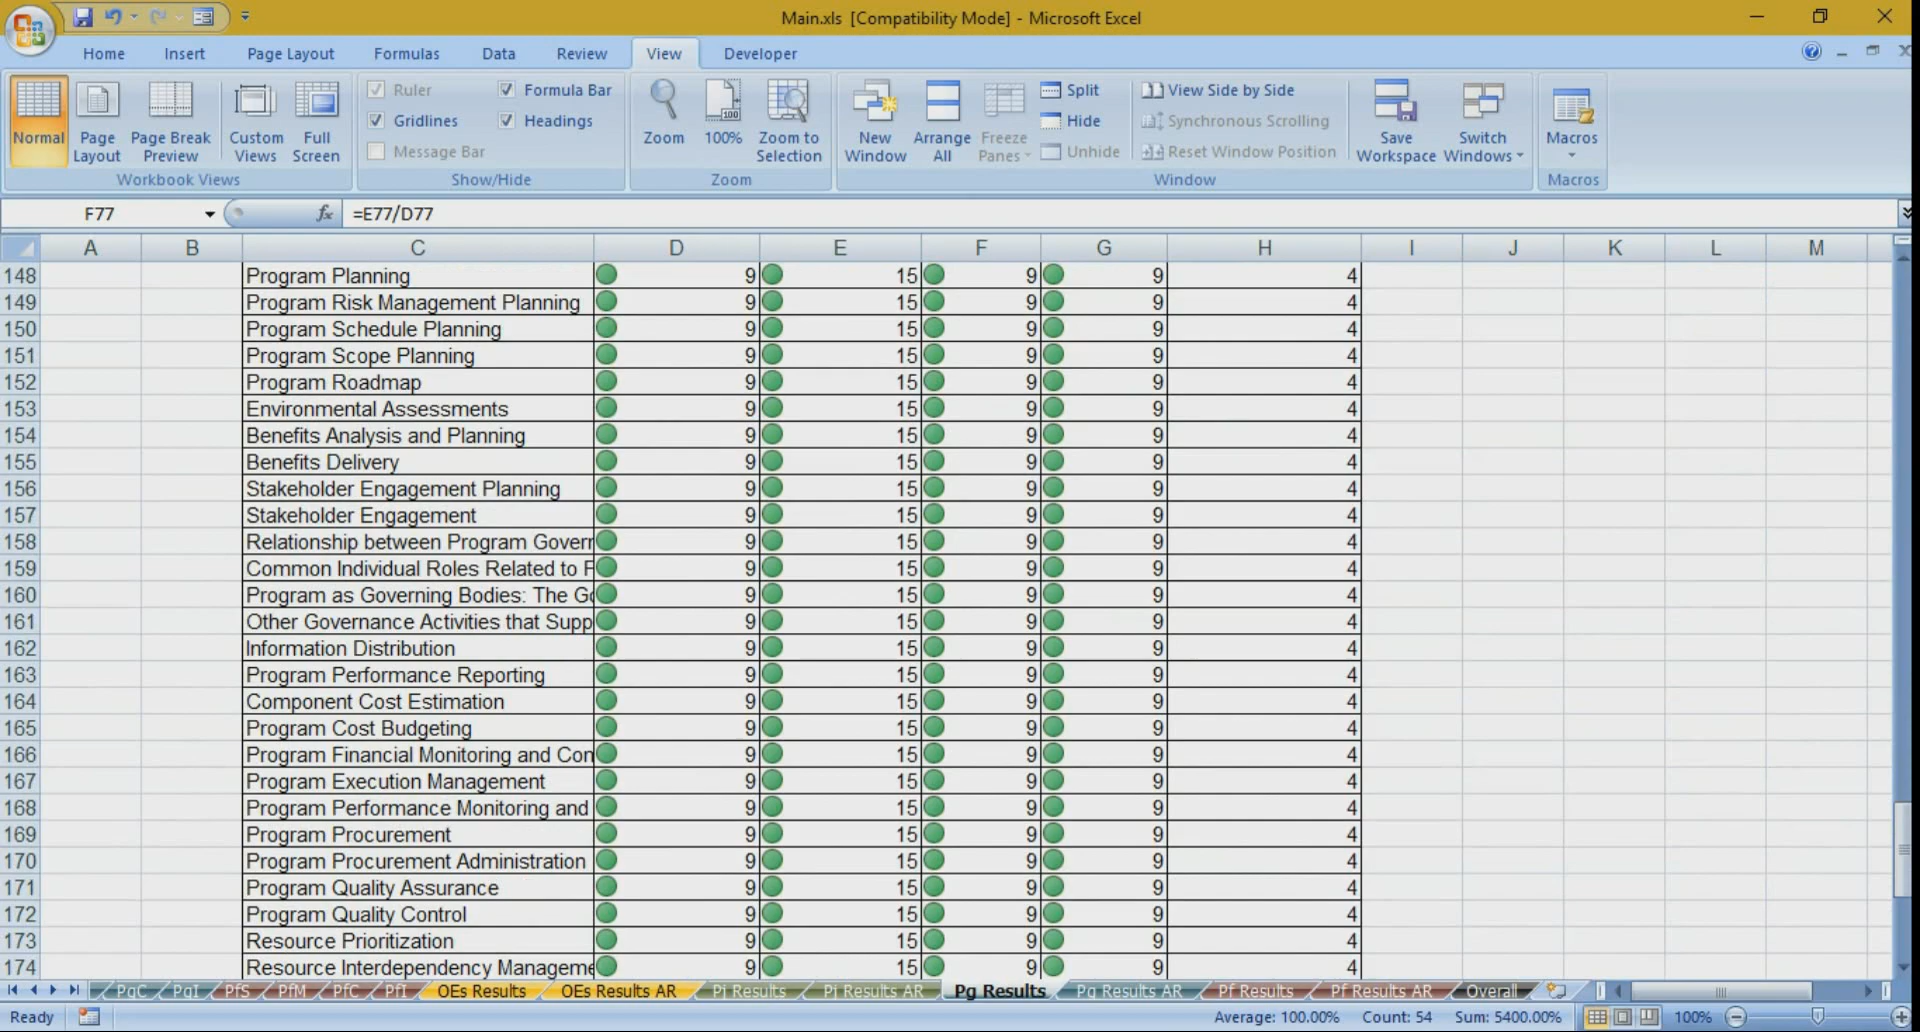 Main.xls [Compatibility Mode] - Microsoft Excel
Home Insert Page Layout Formulas Data Review View Developer
Normal Page Layout Page Break Preview Custom Views Full Screen
Workbook Views
Ruler Formula Bar
Gridlines Headings
Message Bar
Show/Hide
Zoom 100% Zoom to Selection
Zoom
New Window Arrange All Freeze Panes
Split
Hide
Unhide
View Side by Side
Synchronous Scrolling
Reset Window Position
Window
Save Workspace Switch Windows
Macros
Macros
F77 fx =E77/D77
A B C D E F G H I J K L M
148 Program Planning 9 15 9 9 4
149 Program Risk Management Planning 9 15 9 9 4
150 Program Schedule Planning 9 15 9 9 4
151 Program Scope Planning 9 15 9 9 4
152 Program Roadmap 9 15 9 9 4
153 Environmental Assessments 9 15 9 9 4
154 Benefits Analysis and Planning 9 15 9 9 4
155 Benefits Delivery 9 15 9 9 4
156 Stakeholder Engagement Planning 9 15 9 9 4
157 Stakeholder Engagement 9 15 9 9 4
158 Relationship between Program Govern 9 15 9 9 4
159 Common Individual Roles Related to F 9 15 9 9 4
160 Program as Governing Bodies: The Go 9 15 9 9 4
161 Other Governance Activities that Supp 9 15 9 9 4
162 Information Distribution 9 15 9 9 4
163 Program Performance Reporting 9 15 9 9 4
164 Component Cost Estimation 9 15 9 9 4
165 Program Cost Budgeting 9 15 9 9 4
166 Program Financial Monitoring and Con 9 15 9 9 4
167 Program Execution Management 9 15 9 9 4
168 Program Performance Monitoring and 9 15 9 9 4
169 Program Procurement 9 15 9 9 4
170 Program Procurement Administration 9 15 9 9 4
171 Program Quality Assurance 9 15 9 9 4
172 Program Quality Control 9 15 9 9 4
173 Resource Prioritization 9 15 9 9 4
174 Resource Interdependency Manageme 9 15 9 9 4
PgC PgI PfS PfM PfC PfI OEs Results OEs Results AR Pj Results Pj Results AR Pg Results Pg Results AR Pf Results Pf Results AR Overall
Ready Average: 100.00% Count: 54 Sum: 5400.00% 100%